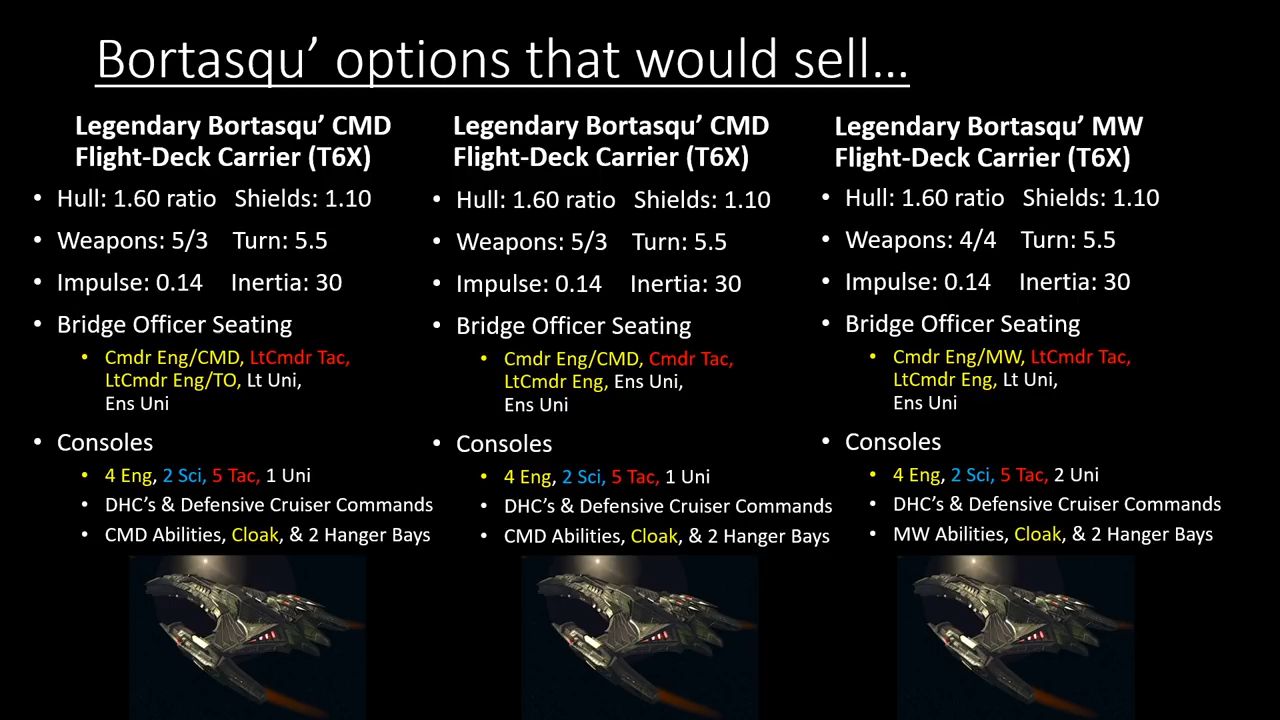 Bortasqu’ options that would sell…
Legendary Bortasqu’ CMD
Flight-Deck Carrier (T6X)
• Hull: 1.60 ratio Shields: 1.10
• Weapons: 5/3 Turn: 5.5
• Impulse: 0.14 Inertia: 30
• Bridge Officer Seating
• Cmdr Eng/CMD, LtCmdr Tac,
LtCmdr Eng/TO, Lt Uni,
Ens Uni
• Consoles
• 4 Eng, 2 Sci, 5 Tac, 1 Uni
• DHC’s & Defensive Cruiser Commands
• CMD Abilities, Cloak, & 2 Hanger Bays
Legendary Bortasqu’ CMD
Flight-Deck Carrier (T6X)
• Hull: 1.60 ratio Shields: 1.10
• Weapons: 5/3 Turn: 5.5
• Impulse: 0.14 Inertia: 30
• Bridge Officer Seating
• Cmdr Eng/CMD, Cmdr Tac,
LtCmdr Eng, Ens Uni,
Ens Uni
• Consoles
• 4 Eng, 2 Sci, 5 Tac, 1 Uni
• DHC’s & Defensive Cruiser Commands
• CMD Abilities, Cloak, & 2 Hanger Bays
Legendary Bortasqu’ MW
Flight-Deck Carrier (T6X)
• Hull: 1.60 ratio Shields: 1.10
• Weapons: 4/4 Turn: 5.5
• Impulse: 0.14 Inertia: 30
• Bridge Officer Seating
• Cmdr Eng/MW, LtCmdr Tac,
LtCmdr Eng, Lt Uni,
Ens Uni
• Consoles
• 4 Eng, 2 Sci, 5 Tac, 2 Uni
• DHC’s & Defensive Cruiser Commands
• MW Abilities, Cloak, & 2 Hanger Bays